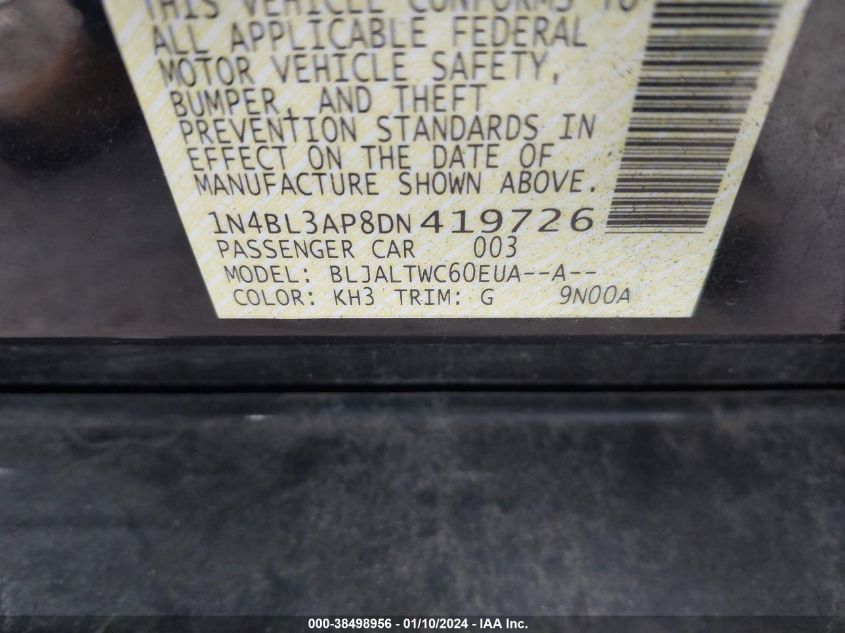 THIS VEHICLE CONFORMS TO
ALL APPLICABLE FEDERAL
MOTOR VEHICLE SAFETY,
BUMPER, AND THEFT
PREVENTION STANDARDS IN
EFFECT ON THE DATE OF
MANUFACTURE SHOWN ABOVE.
1N4BL3AP8DN419726
PASSENGER CAR 003
MODEL: BLJALTWC60EUA--A--
COLOR: KH3 TRIM: G 9N00A
000-38498956 - 01/10/2024 - IAA Inc.